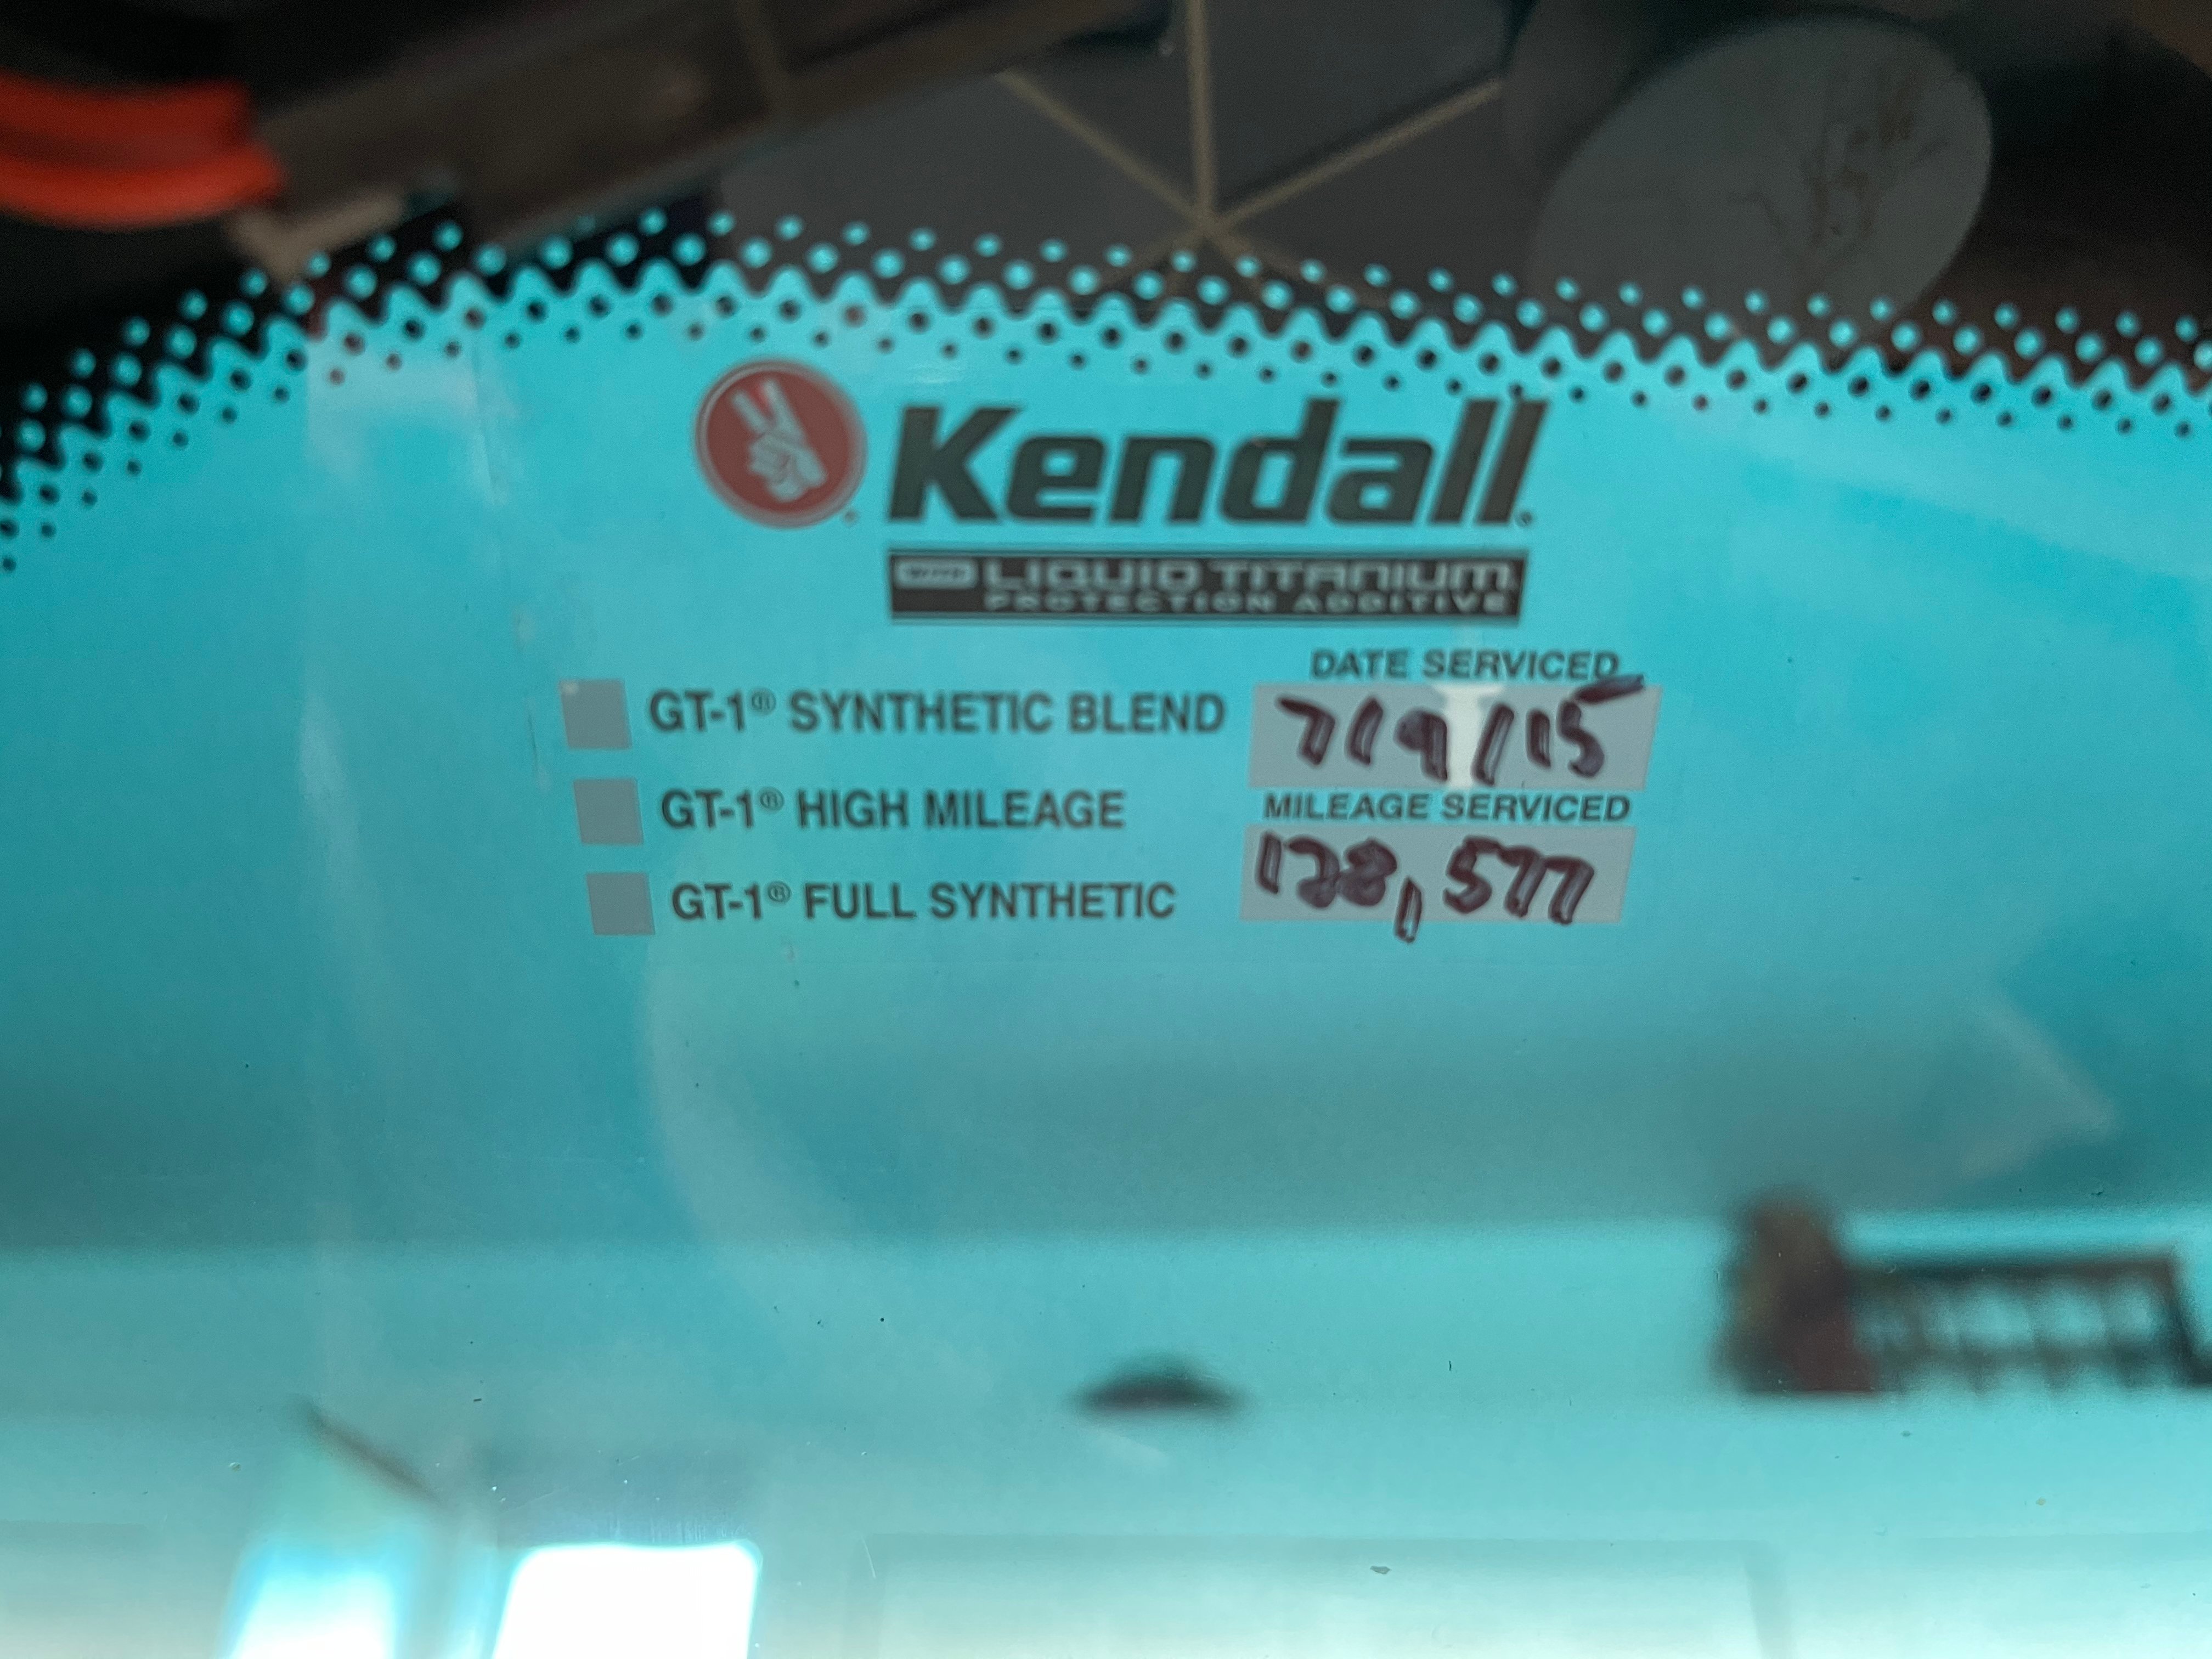 Kendall
WITH LIQUID TITANIUM
PROTECTION ADDITIVE
DATE SERVICED
GT-1® SYNTHETIC BLEND
7/9/15
GT-1® HIGH MILEAGE
MILEAGE SERVICED
GT-1® FULL SYNTHETIC
128,577